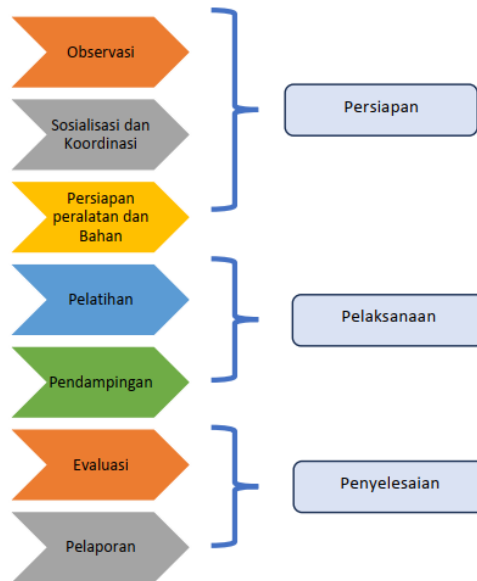 Observasi
Sosialisasi dan
Koordinasi
Persiapan
peralatan dan
Bahan
Persiapan
Pelatihan
Pendampingan
Pelaksanaan
Evaluasi
Pelaporan
Penyelesaian